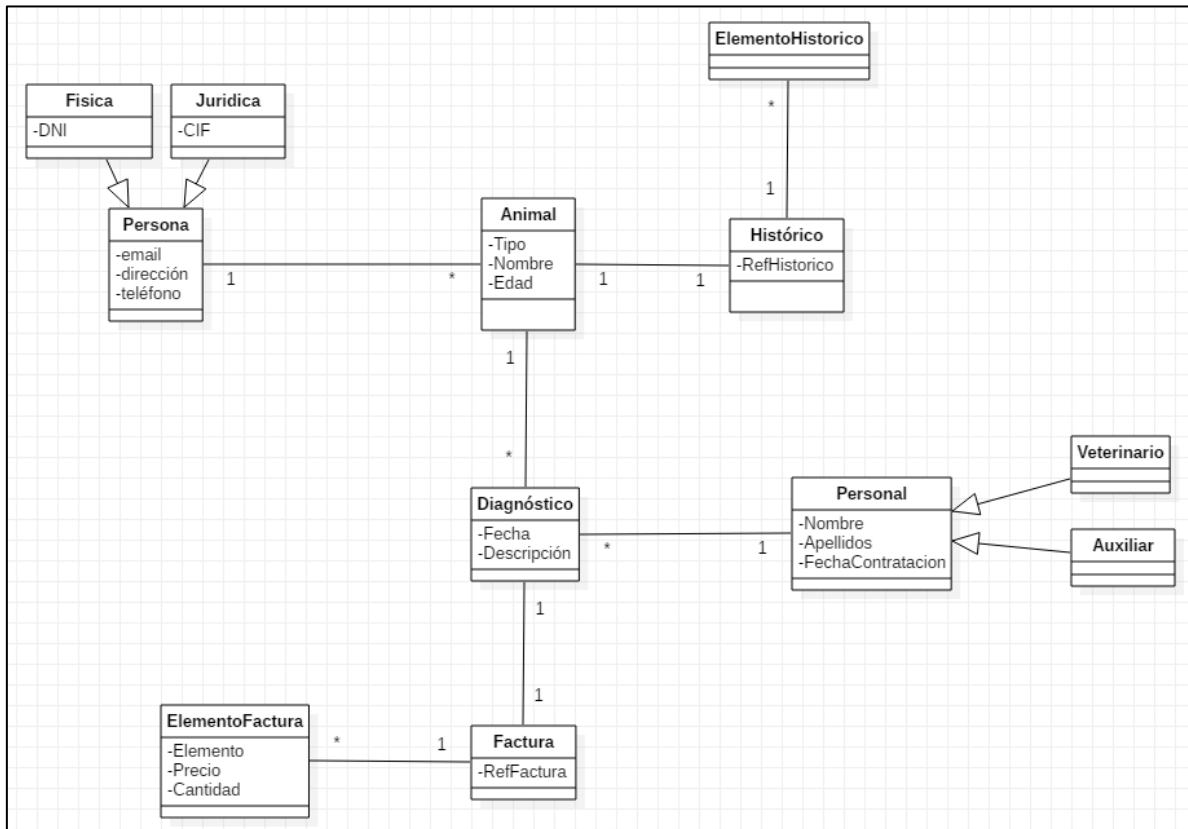 ElementoHistorico
Fisica
-DNI
Juridica
-CIF
*
1
Persona
-email
-dirección
-teléfono
1
*
Animal
-Tipo
-Nombre
-Edad
1
1
Histórico
-RefHistorico
1
*
Diagnóstico
-Fecha
-Descripción
*
1
Personal
-Nombre
-Apellidos
-FechaContratacion
Veterinario
Auxiliar
1
1
ElementoFactura
-Elemento
-Precio
-Cantidad
*
1
Factura
-RefFactura